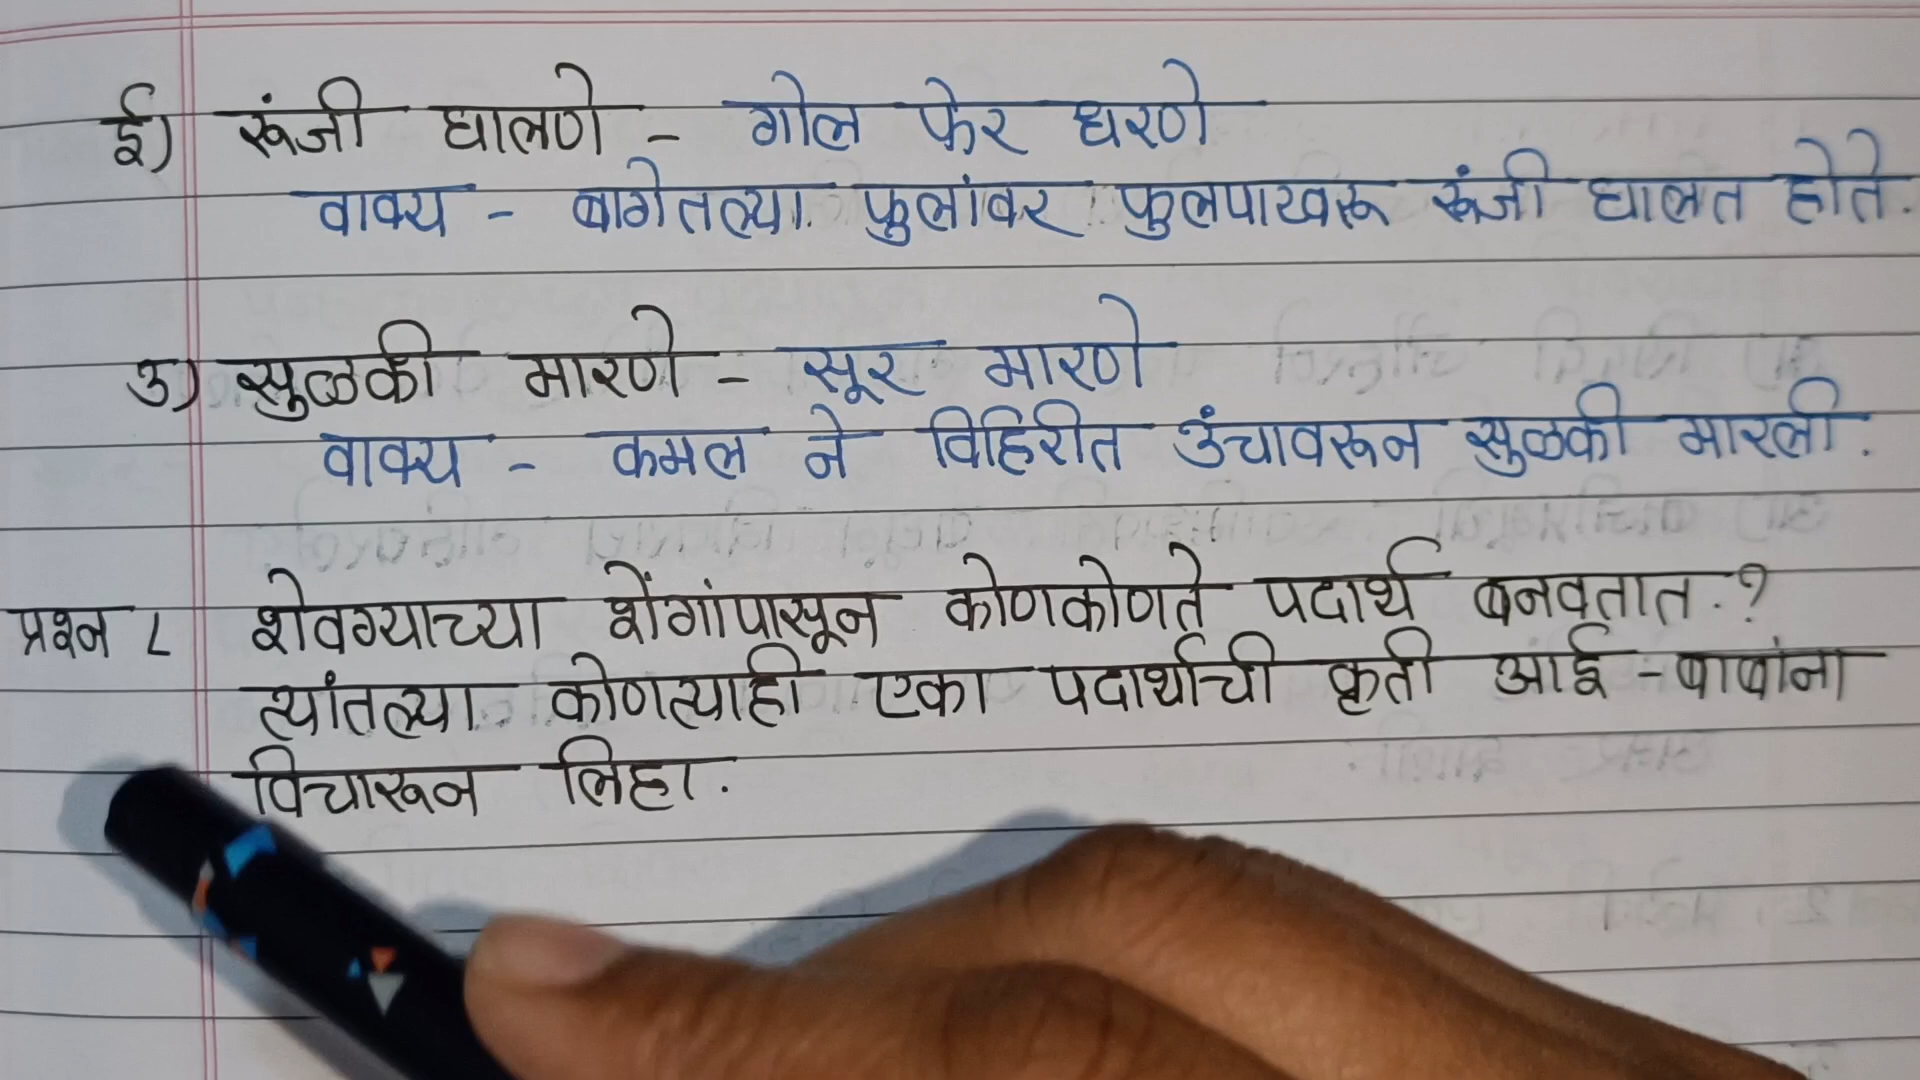 ई) रूंजी घालणे - गोल फेर धरणे
वाक्य - बागेतल्या फुलांवर फुलपाखरू रूंजी घालत होते.
उ) सुळकी मारणे - सूर मारणे
वाक्य - कमल ने विहिरीत उंचावरून सुळकी मारली.
प्रश्न ८ शेवग्याच्या शेंगांपासून कोणकोणते पदार्थ बनवतात.?
त्यांतल्या कोणत्याही एका पदार्थाची कृती आई - बाबांना
विचारून लिहा.